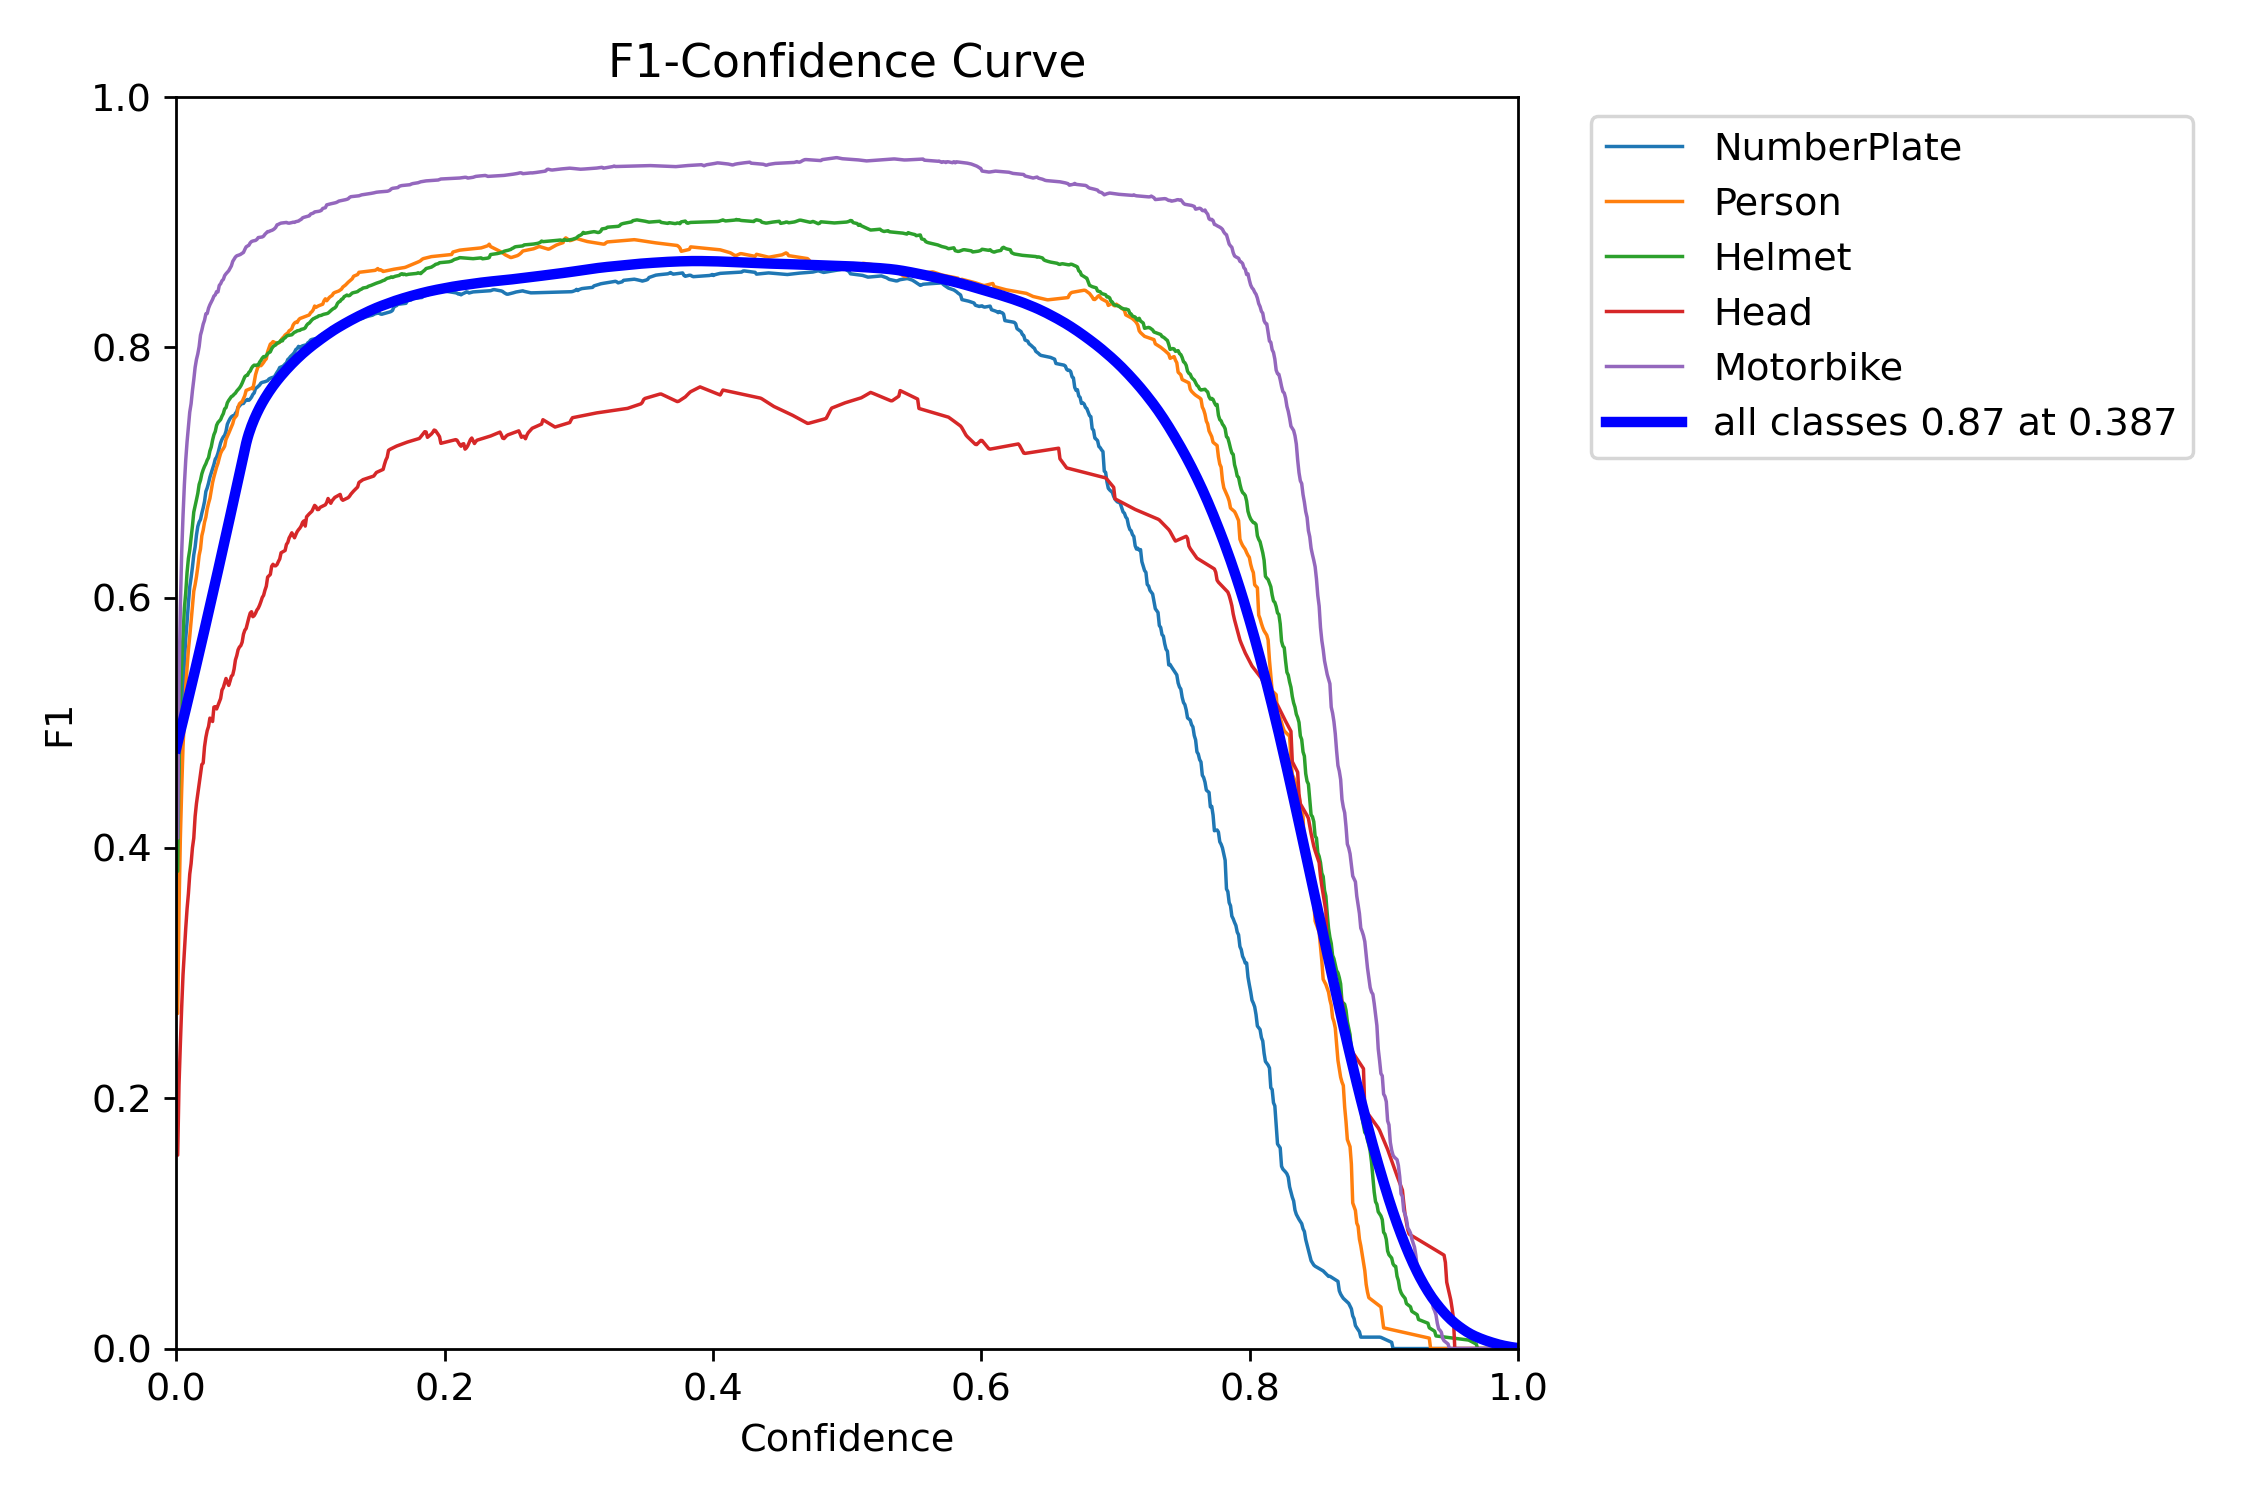 F1-Confidence Curve
1.0
0.8
0.6
0.4
0.2
0.0
F1
0.0 0.2 0.4 0.6 0.8 1.0
Confidence
NumberPlate
Person
Helmet
Head
Motorbike
all classes 0.87 at 0.387